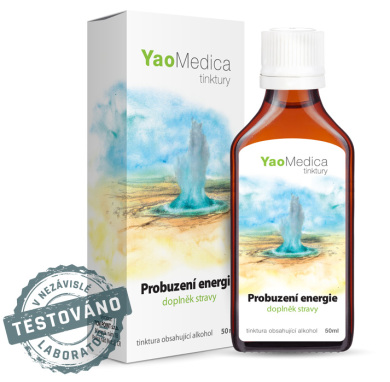 YaoMedica
tinktury
Probuzení energie
doplněk stravy
tinktura obsahující alkohol 50ml
YaoMedica
tinktury
Probuzení energie
doplněk stravy
tinktura obsahující alkohol 50ml
V NEZÁVISLÉ
TESTOVÁNO
LABORATOŘI